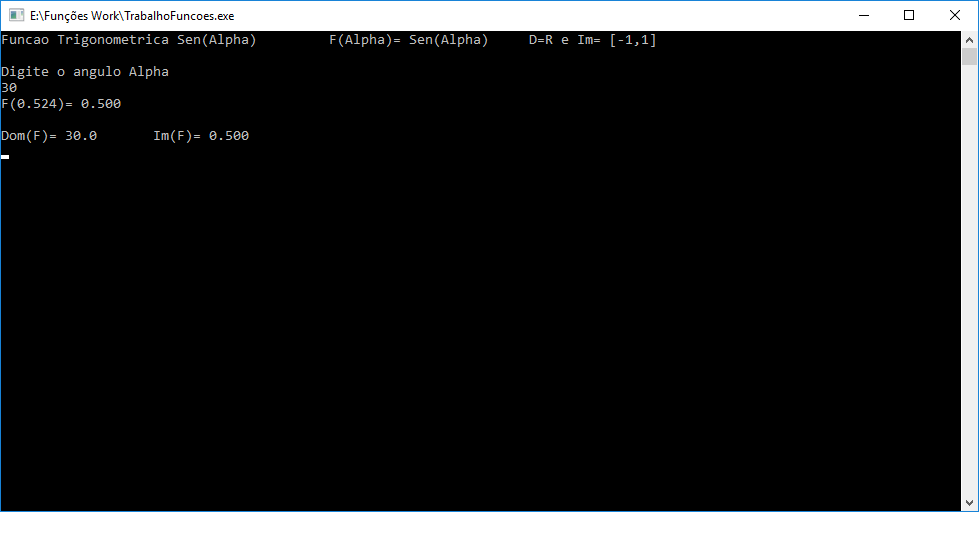 E:\Funções Work\TrabalhoFuncoes.exe
Funcao Trigonometrica Sen(Alpha)         F(Alpha)= Sen(Alpha)     D=R e Im= [-1,1]
Digite o angulo Alpha
30
F(0.524)= 0.500
Dom(F)= 30.0       Im(F)= 0.500